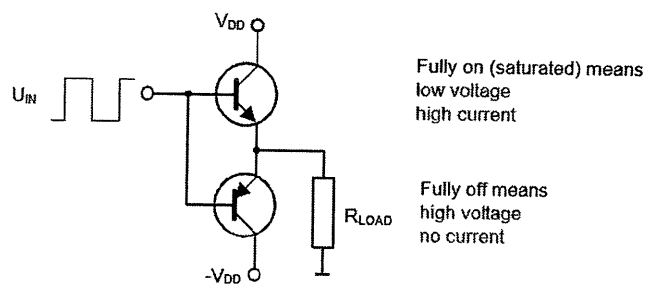 VDD
Fully on (saturated) means
low voltage
high current
UIN
Fully off means
high voltage
no current
RLOAD
-VDD